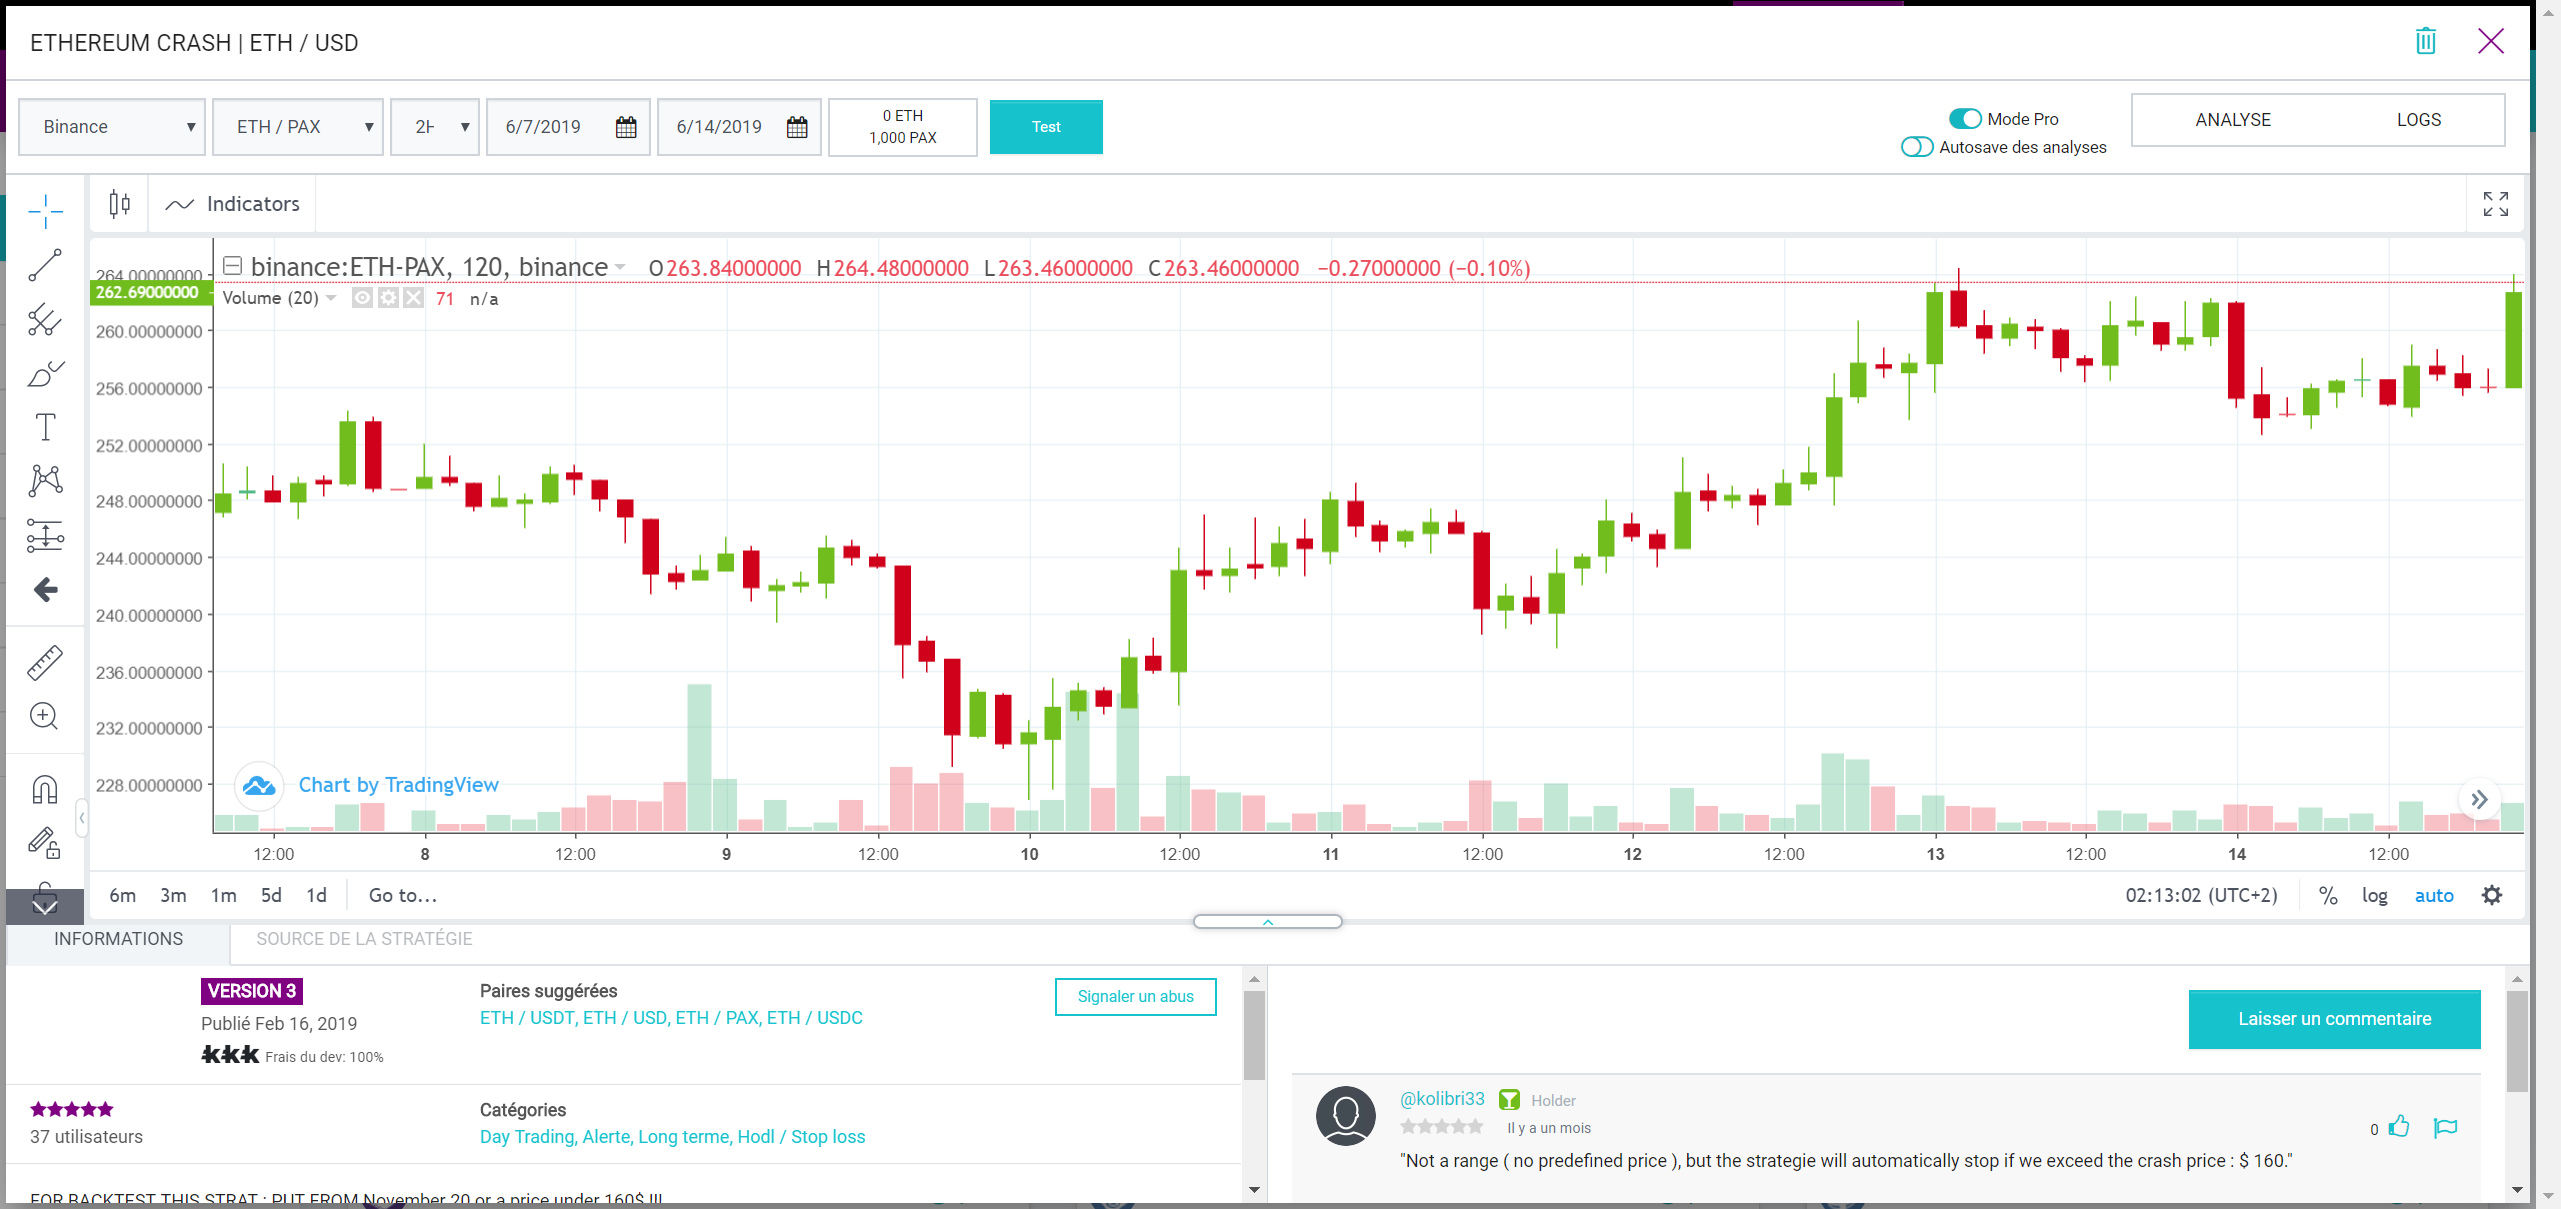 ETHEREUM CRASH | ETH / USD
Binance ETH / PAX 2H 6/7/2019 6/14/2019 0 ETH Test
1,000 PAX
Mode Pro
Autosave des analyses
ANALYSE LOGS
Indicators
binance:ETH-PAX, 120, binance O263.84000000 H264.48000000 L263.46000000 C263.46000000 −0.27000000 (−0.10%)
Volume (20) 71 n/a
264.00000000
262.69000000
260.00000000
256.00000000
252.00000000
248.00000000
244.00000000
240.00000000
236.00000000
232.00000000
228.00000000
Chart by TradingView
12:00 8 12:00 9 12:00 10 12:00 11 12:00 12 12:00 13 12:00 14 12:00
6m 3m 1m 5d 1d Go to... 02:13:02 (UTC+2) % log auto
INFORMATIONS SOURCE DE LA STRATÉGIE
VERSION 3
Publié Feb 16, 2019
Frais du dev: 100%
Paires suggérées
ETH / USDT, ETH / USD, ETH / PAX, ETH / USDC
Signaler un abus
37 utilisateurs
Catégories
Day Trading, Alerte, Long terme, Hodl / Stop loss
FOR BACKTEST THIS STRAT : PUT FROM November 20 or a price under 160$ !!!
Laisser un commentaire
@kolibri33 Holder
Il y a un mois
0
"Not a range ( no predefined price ), but the strategie will automatically stop if we exceed the crash price : $ 160."